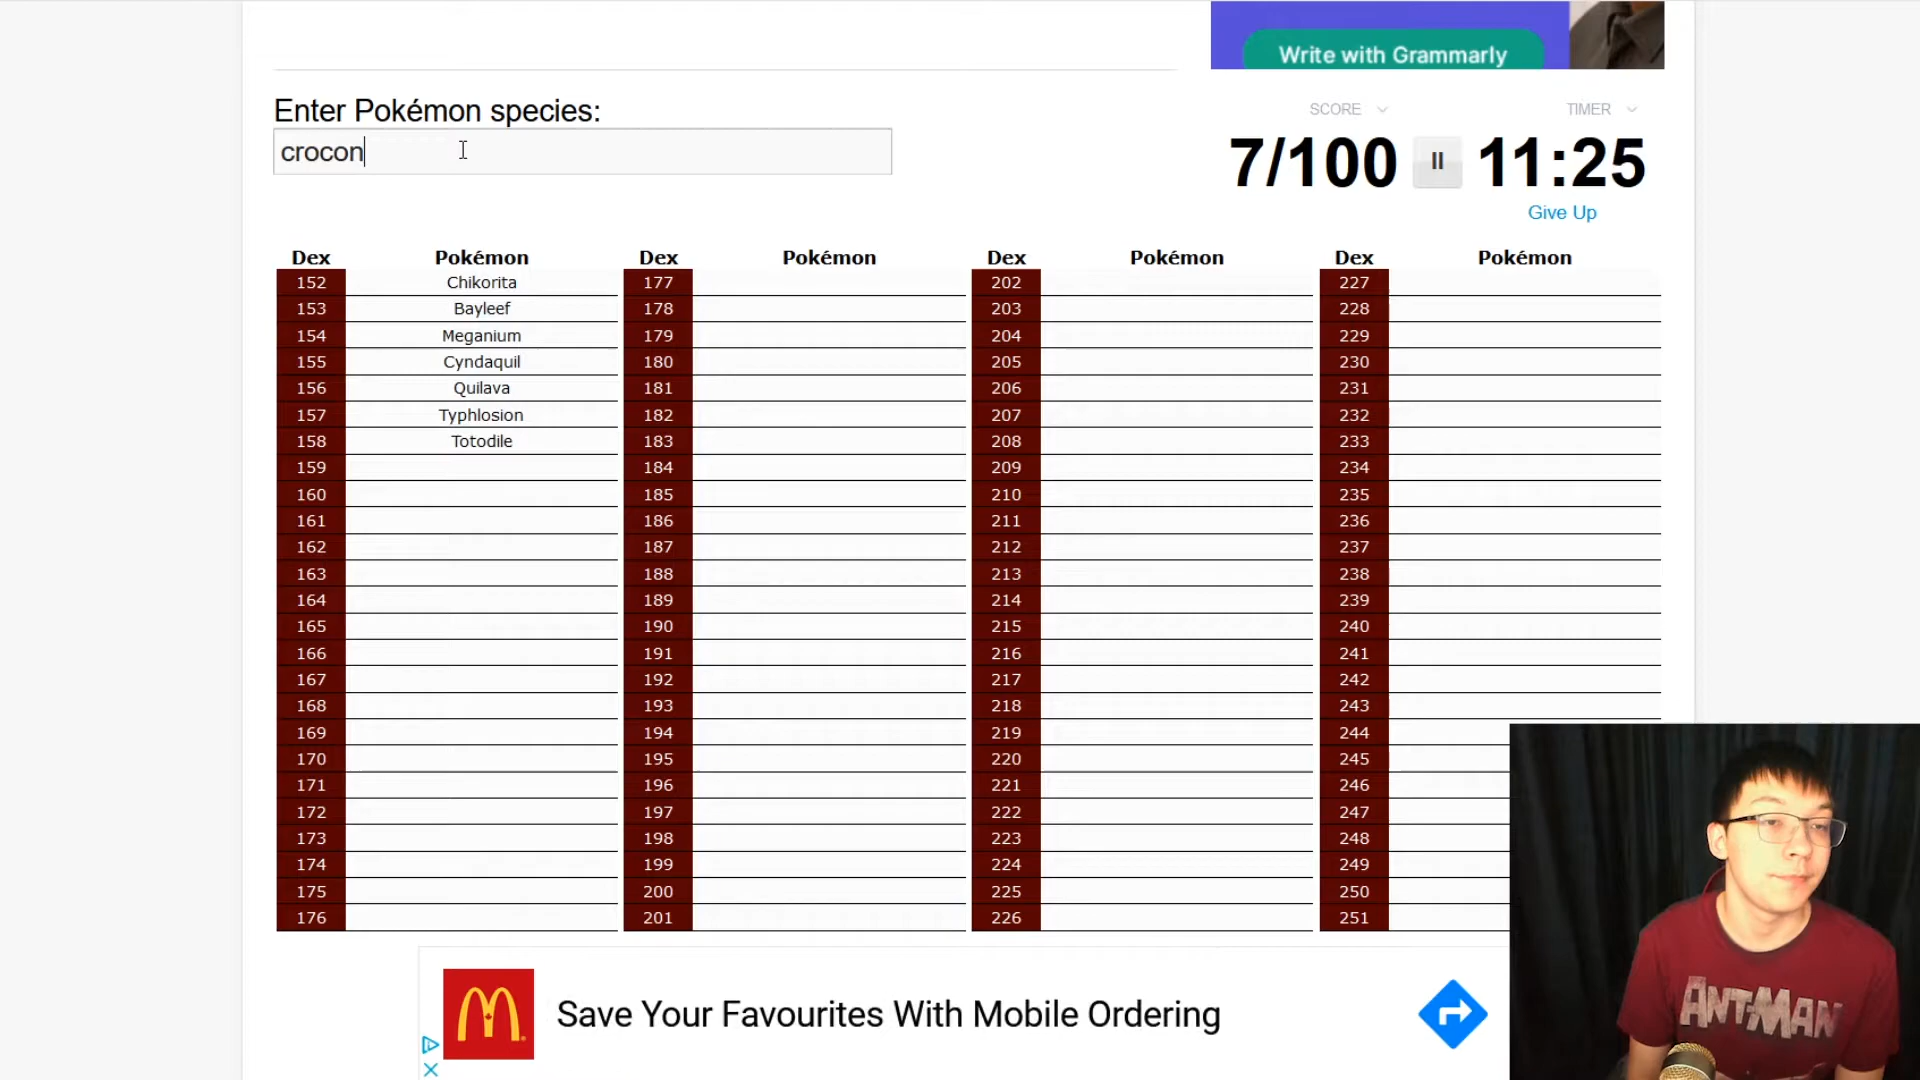 Write with Grammarly
Enter Pokémon species:
SCORE
TIMER
crocon
7/100
11:25
Give Up
Dex Pokémon Dex Pokémon Dex Pokémon Dex Pokémon
152 Chikorita 177 202 227
153 Bayleef 178 203 228
154 Meganium 179 204 229
155 Cyndaquil 180 205 230
156 Quilava 181 206 231
157 Typhlosion 182 207 232
158 Totodile 183 208 233
159 184 209 234
160 185 210 235
161 186 211 236
162 187 212 237
163 188 213 238
164 189 214 239
165 190 215 240
166 191 216 241
167 192 217 242
168 193 218 243
169 194 219 244
170 195 220 245
171 196 221 246
172 197 222 247
173 198 223 248
174 199 224 249
175 200 225 250
176 201 226 251
Save Your Favourites With Mobile Ordering
ANT-MAN